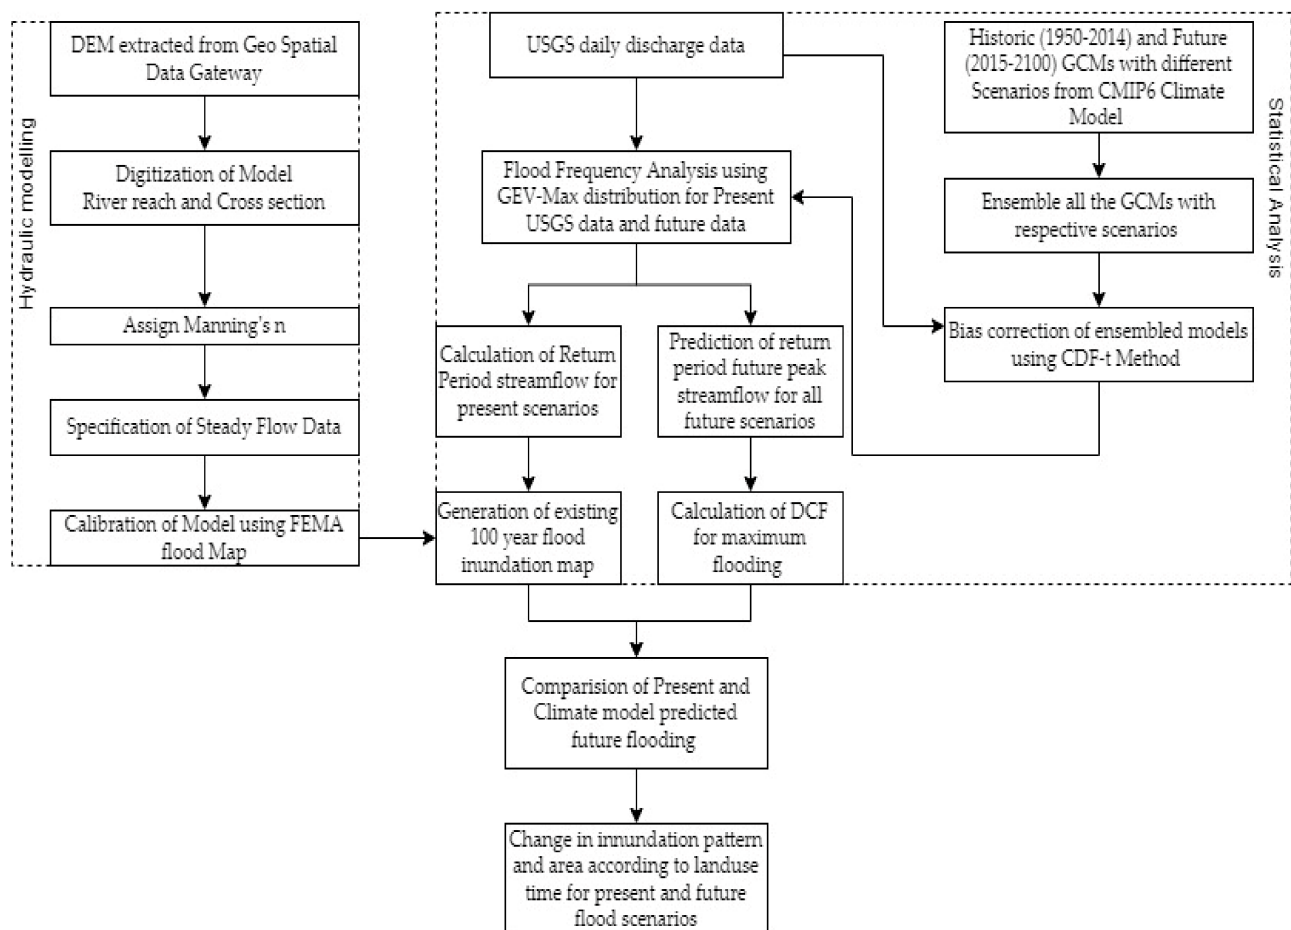 Hydraulic modelling
DEM extracted from Geo Spatial
Data Gateway
Digitization of Model
River reach and Cross section
Assign Manning's n
Specification of Steady Flow Data
Calibration of Model using FEMA
flood Map
USGS daily discharge data
Flood Frequency Analysis using
GEV-Max distribution for Present
USGS data and future data
Calculation of Return
Period streamflow for
present scenarios
Prediction of return
period future peak
streamflow for all
future scenarios
Generation of existing
100 year flood
inundation map
Calculation of DCF
for maximum
flooding
Historic (1950-2014) and Future
(2015-2100) GCMs with different
Scenarios from CMIP6 Climate
Model
Ensemble all the GCMs with
respective scenarios
Bias correction of ensembled models
using CDF-t Method
Statistical Analysis
Comparision of Present and
Climate model predicted
future flooding
Change in innundation pattern
and area according to landuse
time for present and future
flood scenarios